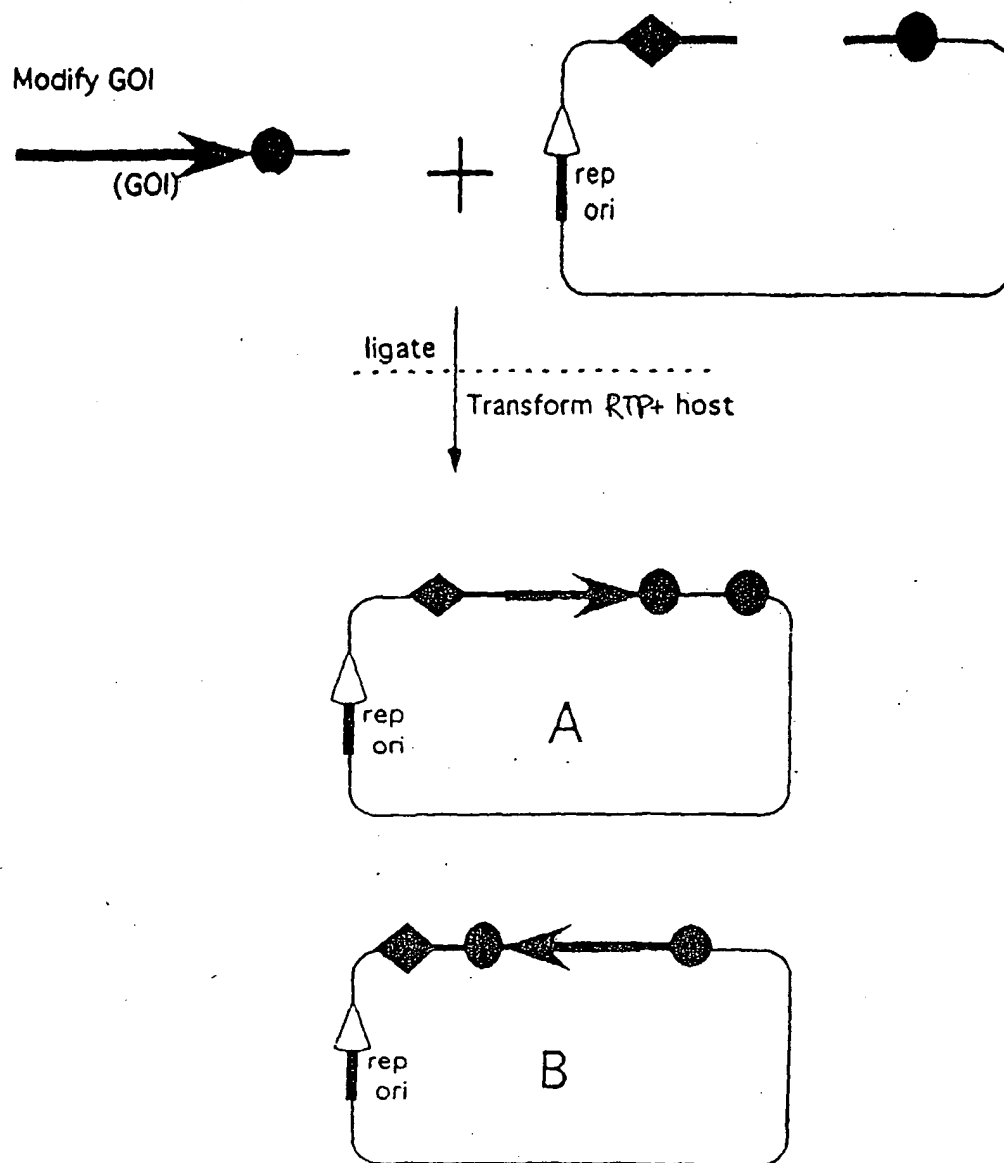 Modify GOI
(GOI)
rep
ori
ligate
Transform RTP+ host
rep
ori
A
rep
ori
B